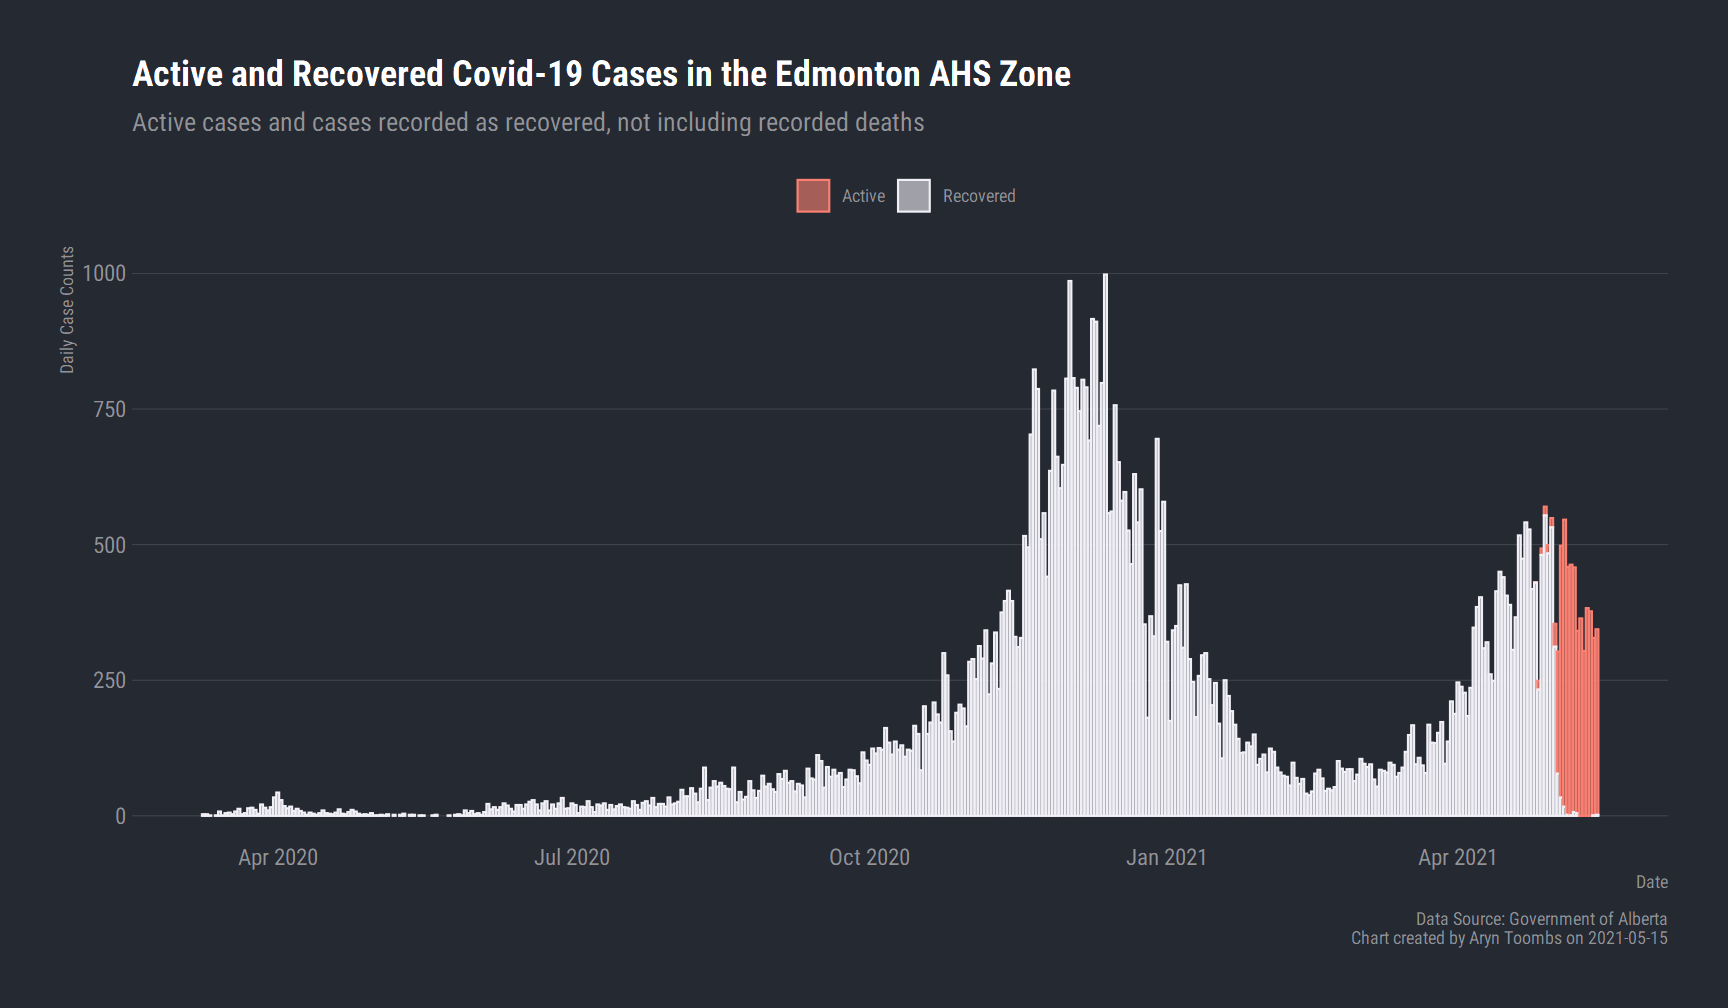 Active and Recovered Covid-19 Cases in the Edmonton AHS Zone
Active cases and cases recorded as recovered, not including recorded deaths
Active
Recovered
Daily Case Counts
1000
750
500
250
0
Apr 2020
Jul 2020
Oct 2020
Jan 2021
Apr 2021
Date
Data Source: Government of Alberta
Chart created by Aryn Toombs on 2021-05-15